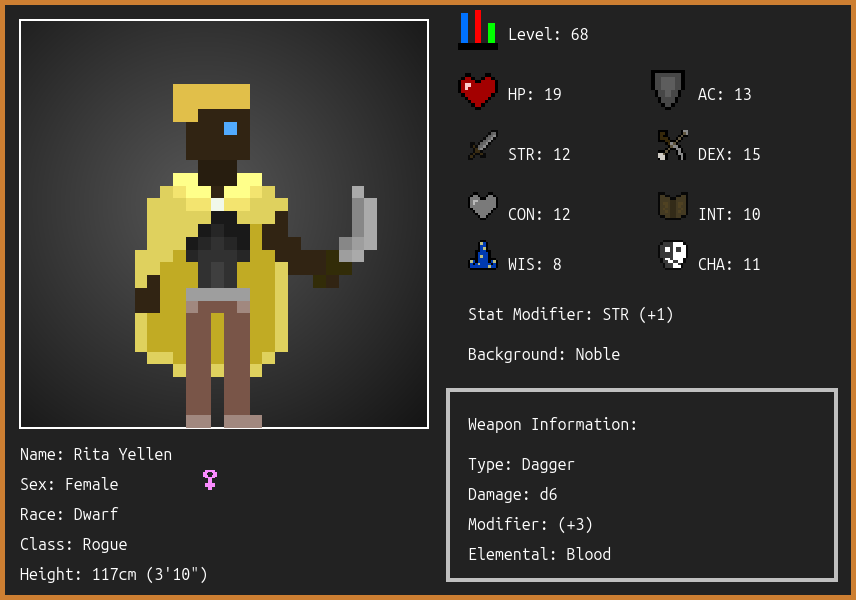 Level: 68
HP: 19
AC: 13
STR: 12
DEX: 15
CON: 12
INT: 10
WIS: 8
CHA: 11
Stat Modifier: STR (+1)
Background: Noble
Weapon Information:
Type: Dagger
Damage: d6
Modifier: (+3)
Elemental: Blood
Name: Rita Yellen
Sex: Female
Race: Dwarf
Class: Rogue
Height: 117cm (3'10")